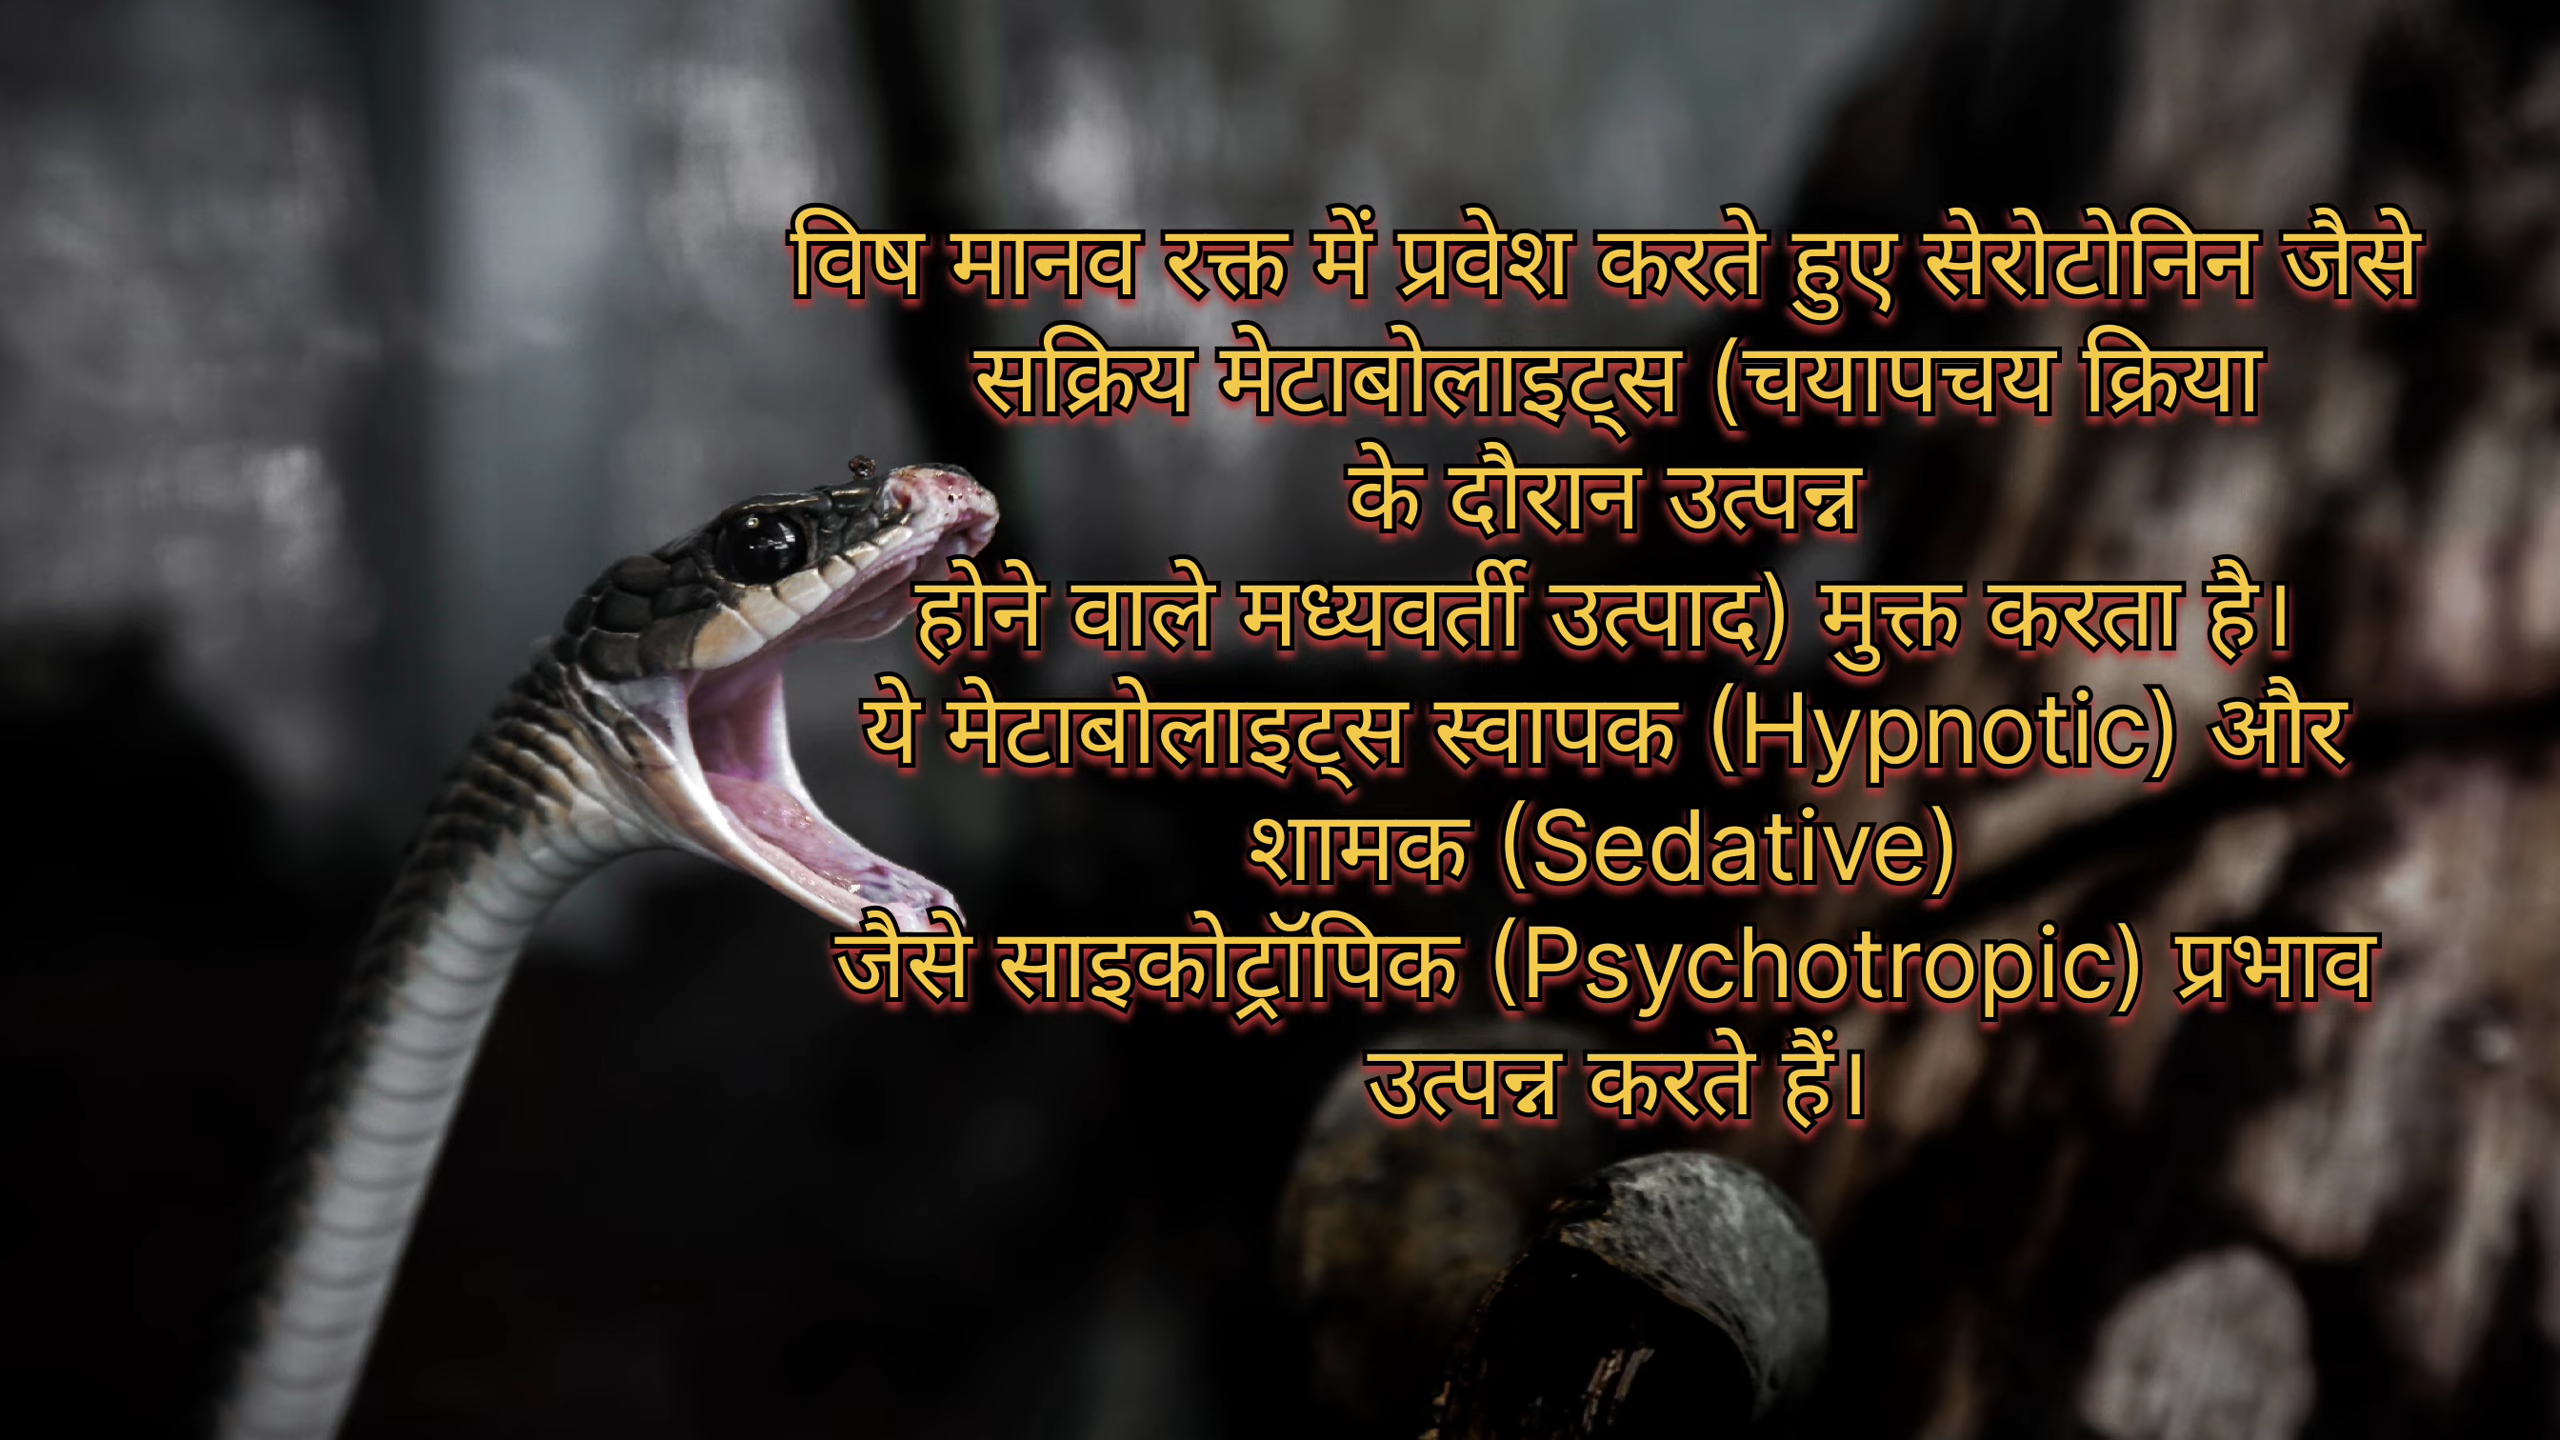 विष मानव रक्त में प्रवेश करते हुए सेरोटोनिन जैसे
सक्रिय मेटाबोलाइट्स (चयापचय क्रिया
के दौरान उत्पन्न
होने वाले मध्यवर्ती उत्पाद) मुक्त करता है।
ये मेटाबोलाइट्स स्वापक (Hypnotic) और
शामक (Sedative)
जैसे साइकोट्रॉपिक (Psychotropic) प्रभाव
उत्पन्न करते हैं।